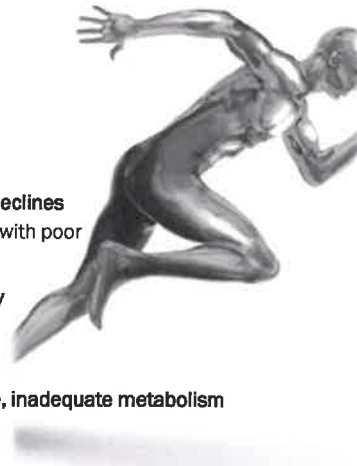 eclines
with poor
y
, inadequate metabolism